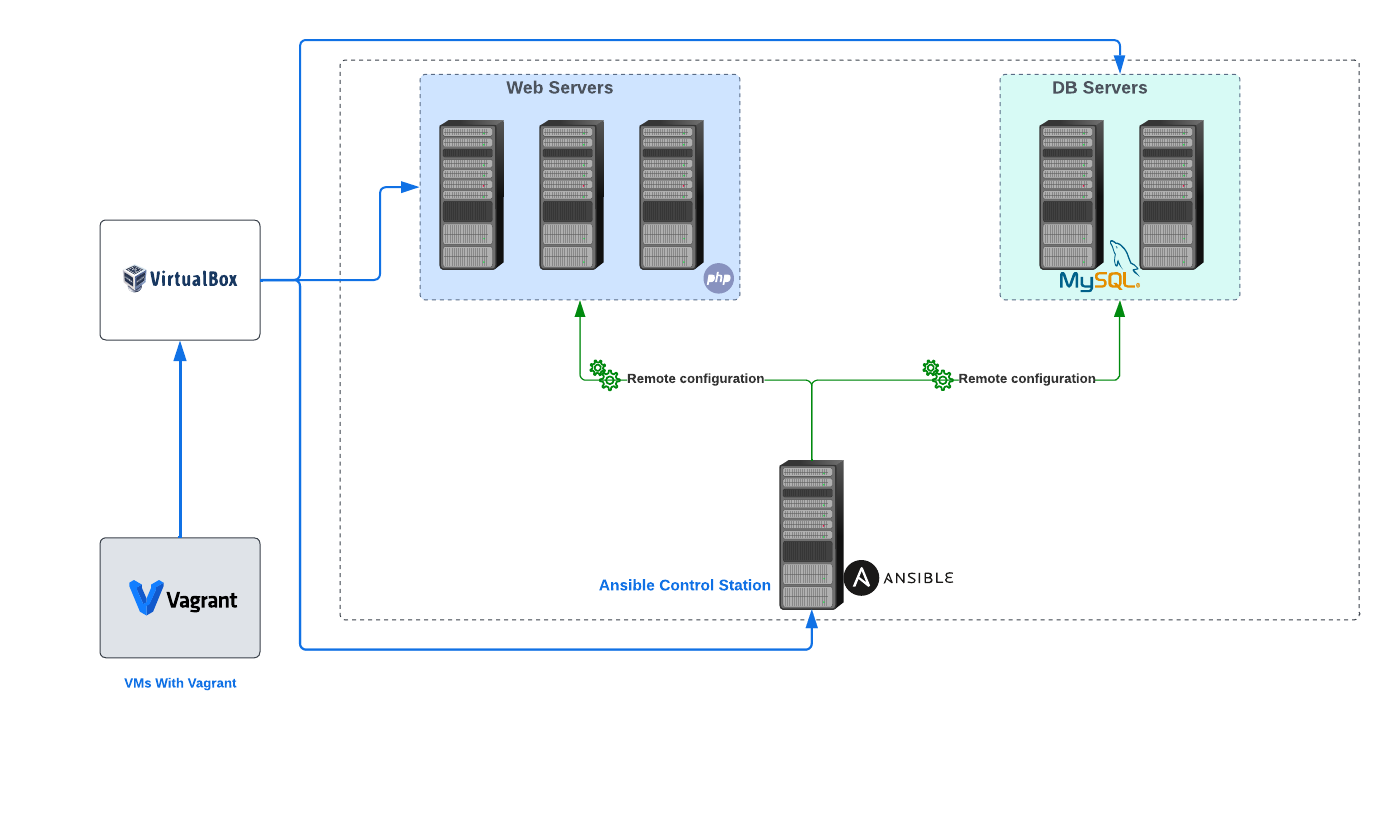 Web Servers
DB Servers
php
MySQL
VirtualBox
Remote configuration
Remote configuration
Ansible Control Station
ANSIBLE
Vagrant
VMs With Vagrant